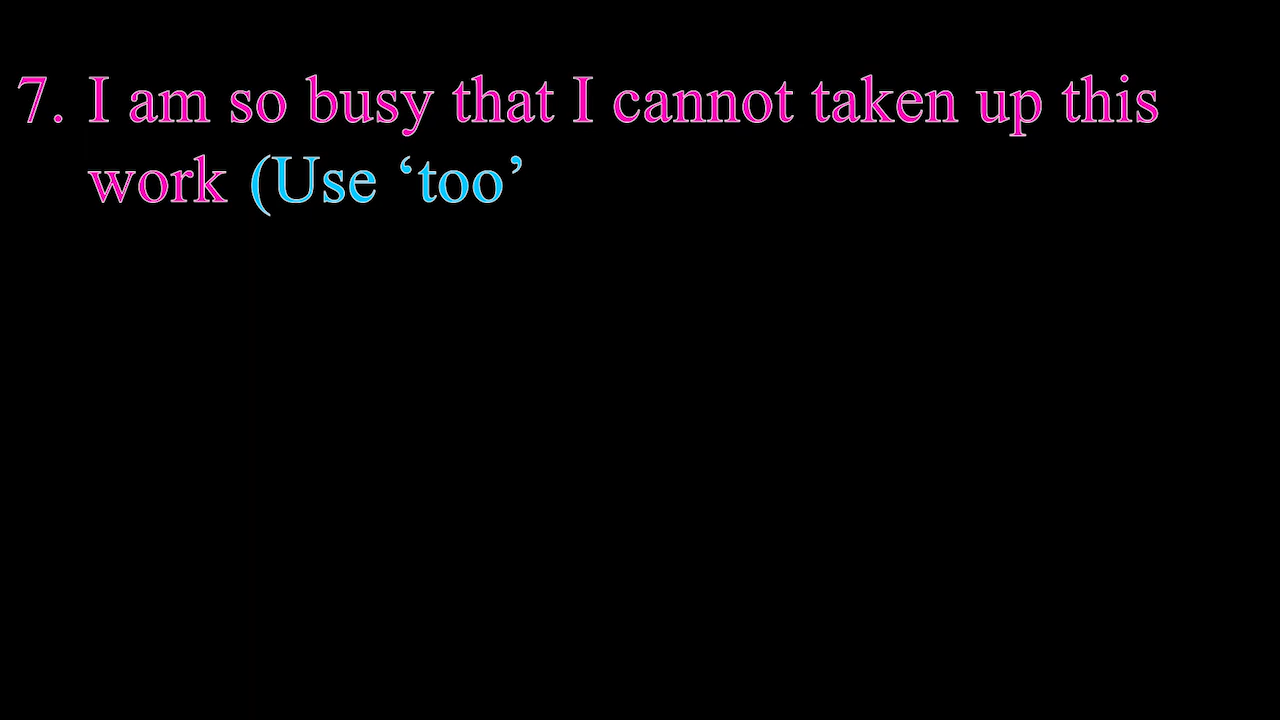 7. I am so busy that I cannot taken up this
work (Use ‘too’